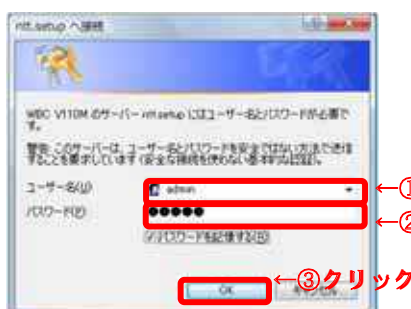 ntt.setup へ接続
WBC V110M のサーバー ntt.setup にはユーザー名とパスワードが必要で
す。
警告: このサーバーは、ユーザー名とパスワードを安全ではない方法で送信
することを要求しています (安全な接続を使わない基本的な認証)。
ユーザー名(U)
admin
←①
パスワード(P)
●●●●●
←②
パスワードを記憶する(R)
←③クリック
OK
キャンセル